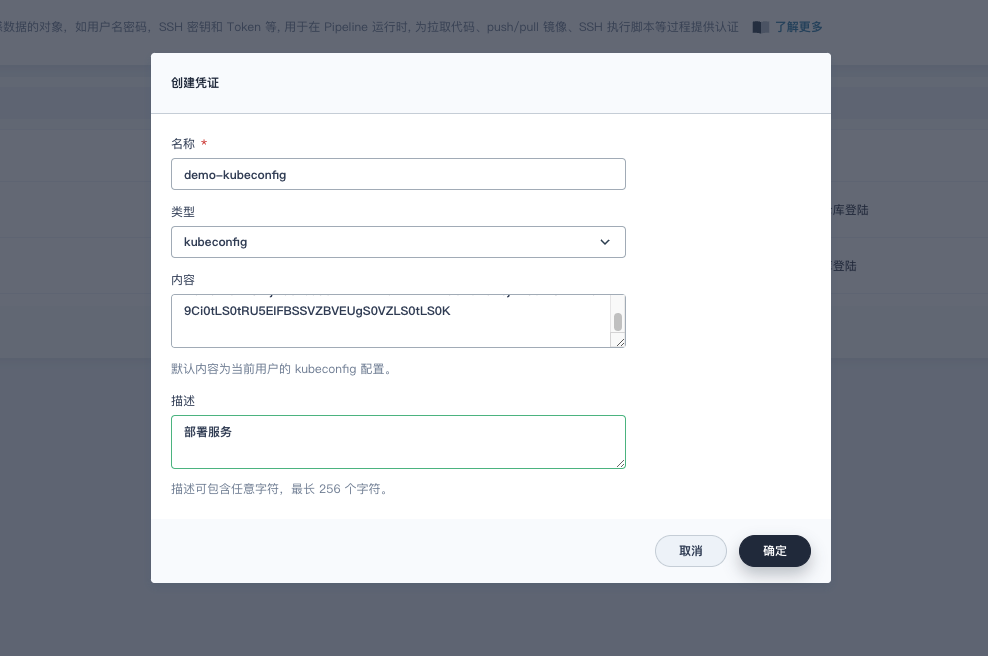 数据的对象，如用户名密码，SSH 密钥和 Token 等, 用于在 Pipeline 运行时, 为拉取代码、push/pull 镜像、SSH 执行脚本等过程提供认证 了解更多
创建凭证
名称 *
demo-kubeconfig
类型
kubeconfig
库登陆
内容
登陆
9Ci0tLS0tRU5EIFBSSVZBVEUgS0VZLS0tLS0K
默认内容为当前用户的 kubeconfig 配置。
描述
部署服务
描述可包含任意字符，最长 256 个字符。
取消
确定